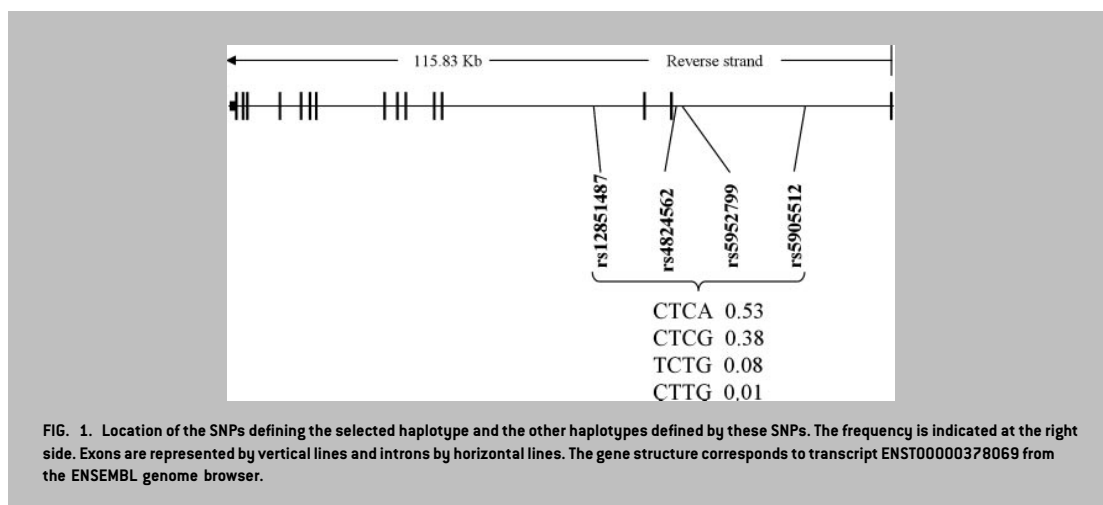 115.83 Kb Reverse strand
rs12851487
rs4824562
rs5952799
rs5905512
CTCA 0.53
CTCG 0.38
TCTG 0.08
CTTG 0,01
FIG. 1. Location of the SNPs defining the selected haplotype and the other haplotypes defined by these SNPs. The frequency is indicated at the right
side. Exons are represented by vertical lines and introns by horizontal lines. The gene structure corresponds to transcript ENST00000378069 from
the ENSEMBL genome browser.